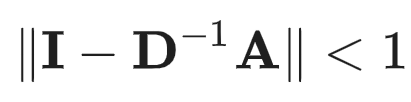 ‖𝐈 − 𝐃⁻¹𝐀‖ < 1